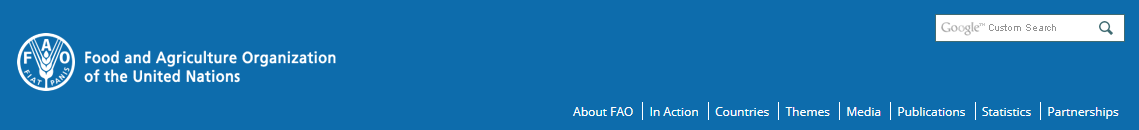 Google™ Custom Search
FAO
FIAT PANIS
Food and Agriculture Organization
of the United Nations
About FAO
In Action
Countries
Themes
Media
Publications
Statistics
Partnerships